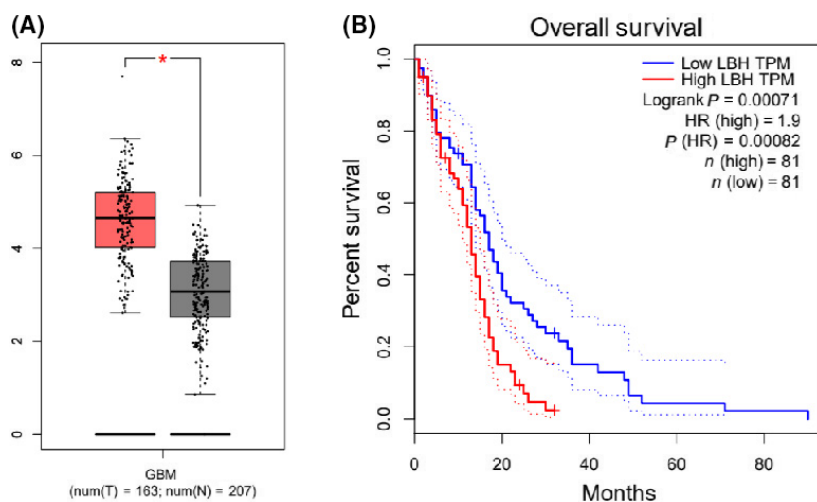 (A)
8
6
4
2
0
*
GBM
(num(T) = 163; num(N) = 207)
(B)
Overall survival
Low LBH TPM
High LBH TPM
Logrank P = 0.00071
HR (high) = 1.9
P (HR) = 0.00082
n (high) = 81
n (low) = 81
Percent survival
1.0
0.8
0.6
0.4
0.2
0.0
0 20 40 60 80
Months